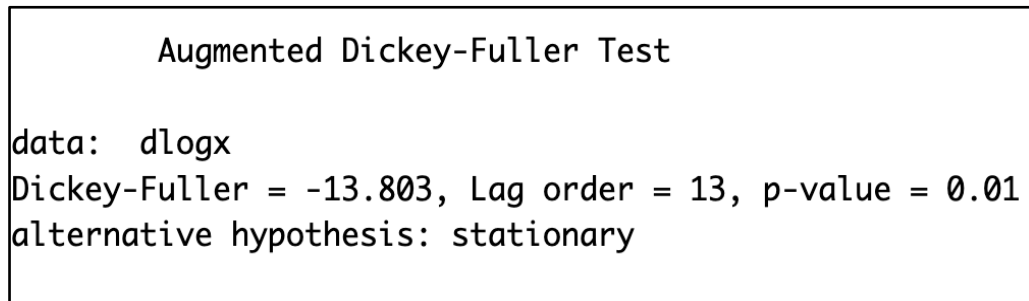 Augmented Dickey-Fuller Test
data:  dlogx
Dickey-Fuller = -13.803, Lag order = 13, p-value = 0.01
alternative hypothesis: stationary